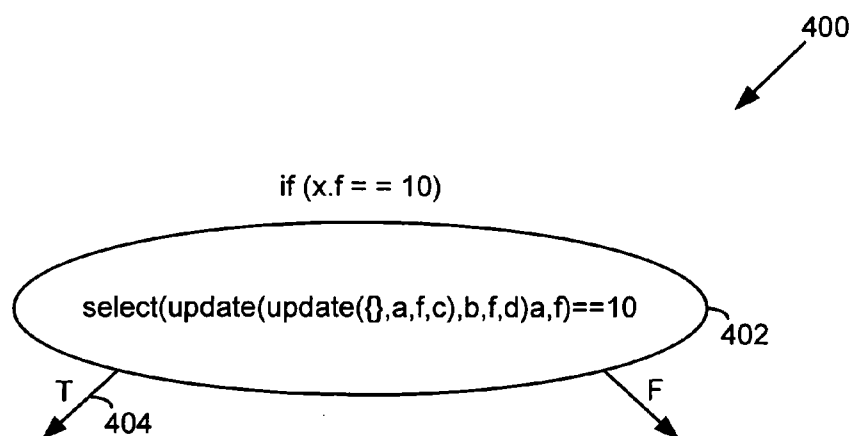 400
if (x.f = = 10)
select(update(update({},a,f,c),b,f,d)a,f)==10
402
T
F
404